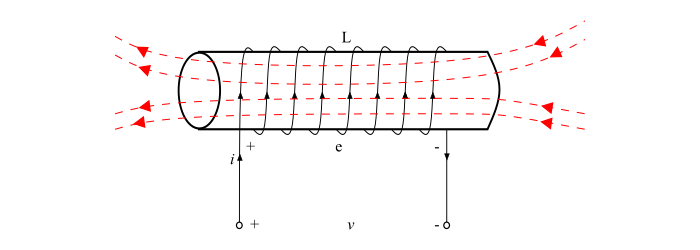 L
+ e -
i
+ v -